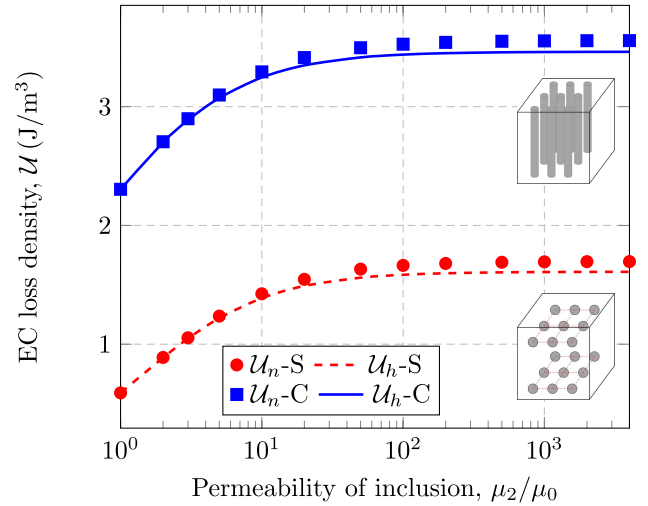 EC loss density, 𝒰 (J/m³)
3
2
1
𝒰ₙ-S 𝒰ₕ-S
𝒰ₙ-C 𝒰ₕ-C
10⁰ 10¹ 10² 10³
Permeability of inclusion, μ₂/μ₀